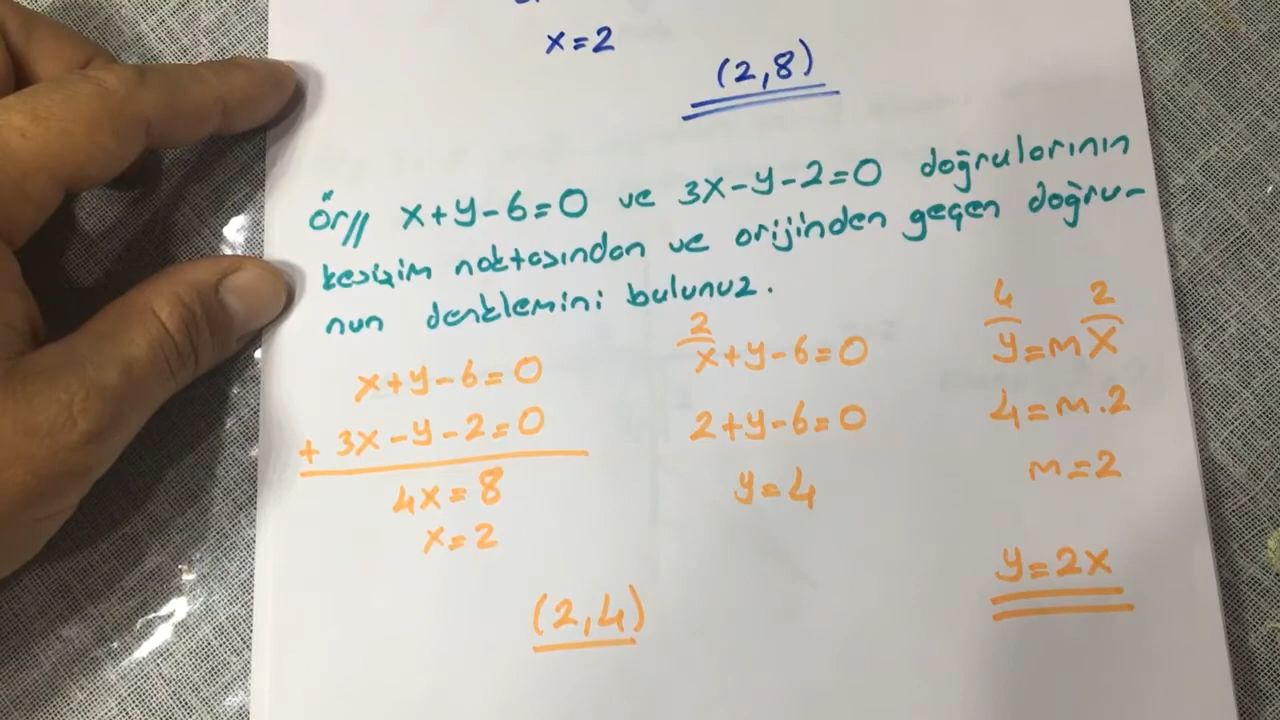 x=2
(2,8)
ör// x+y-6=0 ve 3x-y-2=0 doğrularının
kesişim noktasından ve orijinden geçen doğru-
nun denklemini bulunuz.
x+y-6=0
+ 3x-y-2=0
4x=8
x=2
(2,4)
2
x+y-6=0
2+y-6=0
y=4
4 2
y=mx
4=m.2
m=2
y=2x